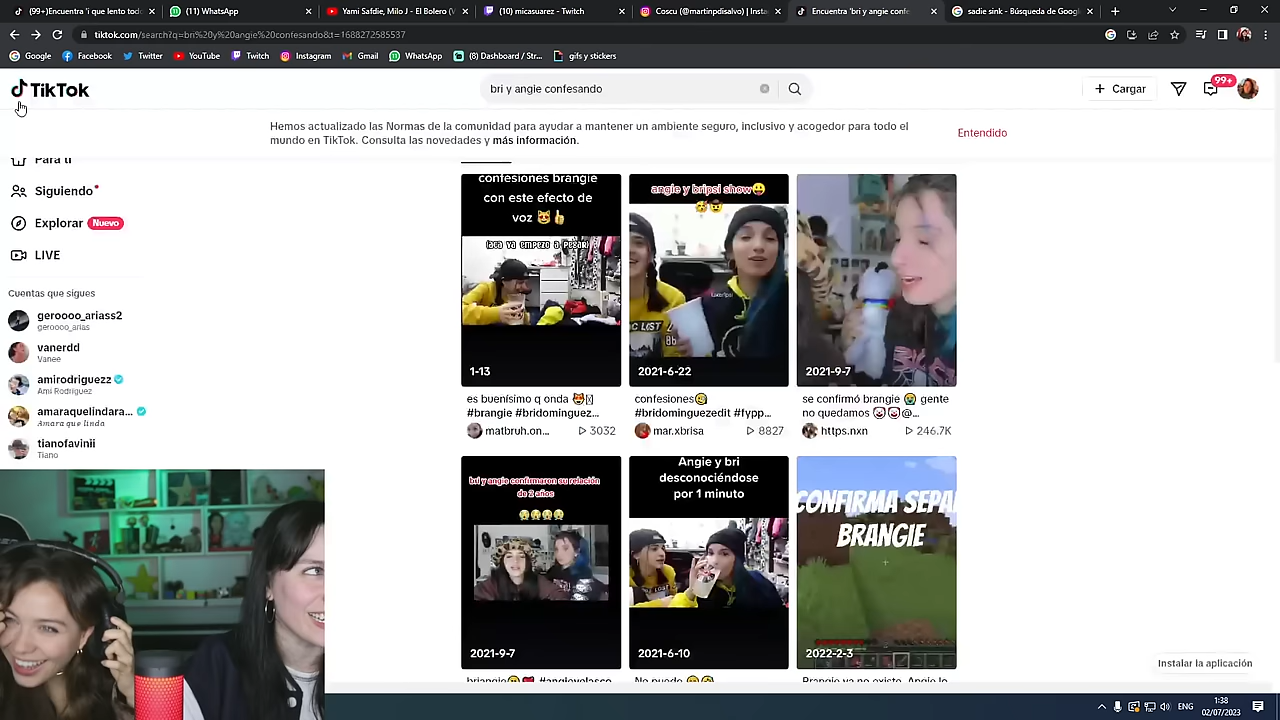 (99+) Encuentra 'i que lento todo
(11) WhatsApp
Yami Safdie, Milo J - El Bolero (V
(10) micasuarez - Twitch
Coscu (@martinpdisalvo) | Insta
Encuentra 'bri y angie confe
sadie sink - Búsqueda de Googl
tiktok.com/search?q=bri%20y%20angie%20confesando&t=1688272585537
Google
Facebook
Twitter
YouTube
Twitch
Instagram
Gmail
WhatsApp
(8) Dashboard / Str...
gifs y stickers
TikTok
bri y angie confesando
Cargar
99+
Hemos actualizado las Normas de la comunidad para ayudar a mantener un ambiente seguro, inclusivo y acogedor para todo el
mundo en TikTok. Consulta las novedades y más información.
Entendido
Para ti
Siguiendo
Explorar Nuevo
LIVE
Cuentas que sigues
geroooo_ariass2
geroooo_arias
vanerdd
Vanee
amirodriguezz
Ami Rodriguez
amaraquelindara...
Amara que linda
tianofavinii
Tiano
confesiones brangie
con este efecto de
voz 😿👍
1-13
es buenísimo q onda 😿
#brangie #bridominguez...
matbruh.on... 3032
angie y bripsi show😃
LOST
2021-6-22
confesiones
#bridominguezedit #fypp...
mar.xbrisa 8827
2021-9-7
se confirmó brangie 😭 gente
no quedamos 🤡🤡@...
https.nxn 246.7K
bri y angie confirmaron su relación
de 2 años
😢😢😢😢
2021-9-7
Angie y bri
desconociéndose
por 1 minuto
2021-6-10
CONFIRMA SEPA
BRANGIE
2022-2-3
Instalar la aplicación
ENG
1:38
02/07/2023